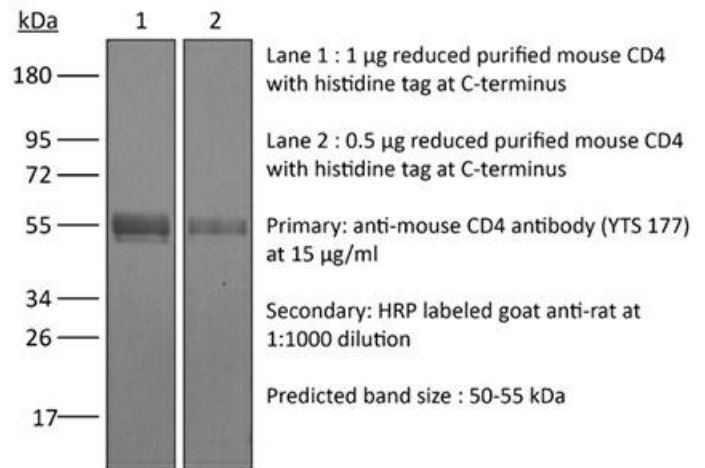 kDa
1 2
180
95
72
55
34
26
17
Lane 1 : 1 µg reduced purified mouse CD4
with histidine tag at C-terminus
Lane 2 : 0.5 µg reduced purified mouse CD4
with histidine tag at C-terminus
Primary: anti-mouse CD4 antibody (YTS 177)
at 15 µg/ml
Secondary: HRP labeled goat anti-rat at
1:1000 dilution
Predicted band size : 50-55 kDa